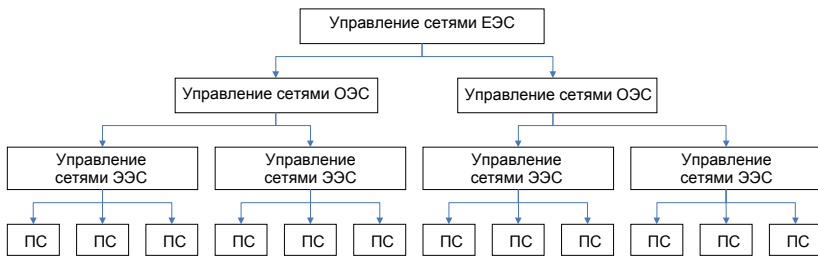 Управление сетями ЕЭС
Управление сетями ОЭС
Управление сетями ОЭС
Управление
сетями ЭЭС
Управление
сетями ЭЭС
Управление
сетями ЭЭС
Управление
сетями ЭЭС
ПС ПС ПС ПС ПС ПС ПС ПС ПС ПС ПС ПС